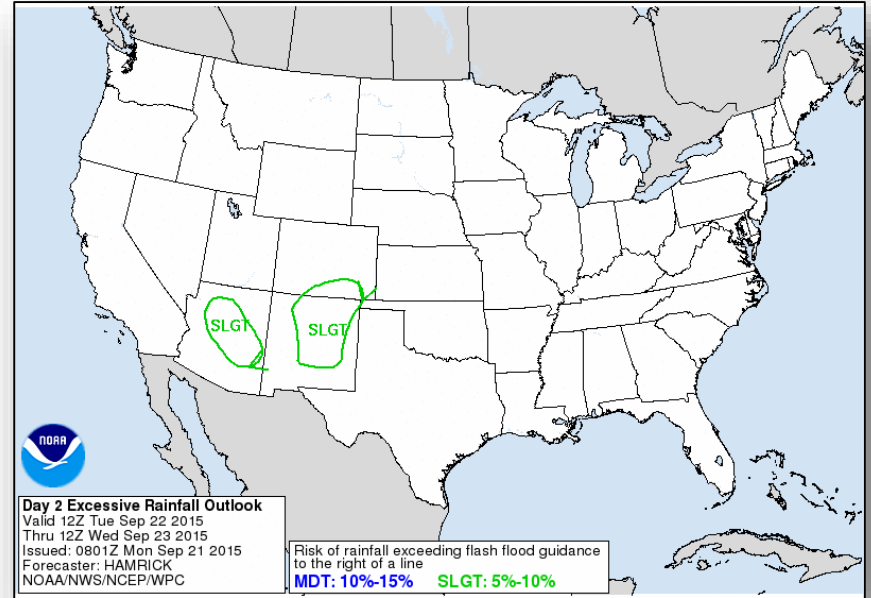 SLGT
SLGT
NOAA
Day 2 Excessive Rainfall Outlook
Valid 12Z Tue Sep 22 2015
Thru 12Z Wed Sep 23 2015
Issued: 0801Z Mon Sep 21 2015
Forecaster: HAMRICK
NOAA/NWS/NCEP/WPC
Risk of rainfall exceeding flash flood guidance
to the right of a line
MDT: 10%-15% SLGT: 5%-10%